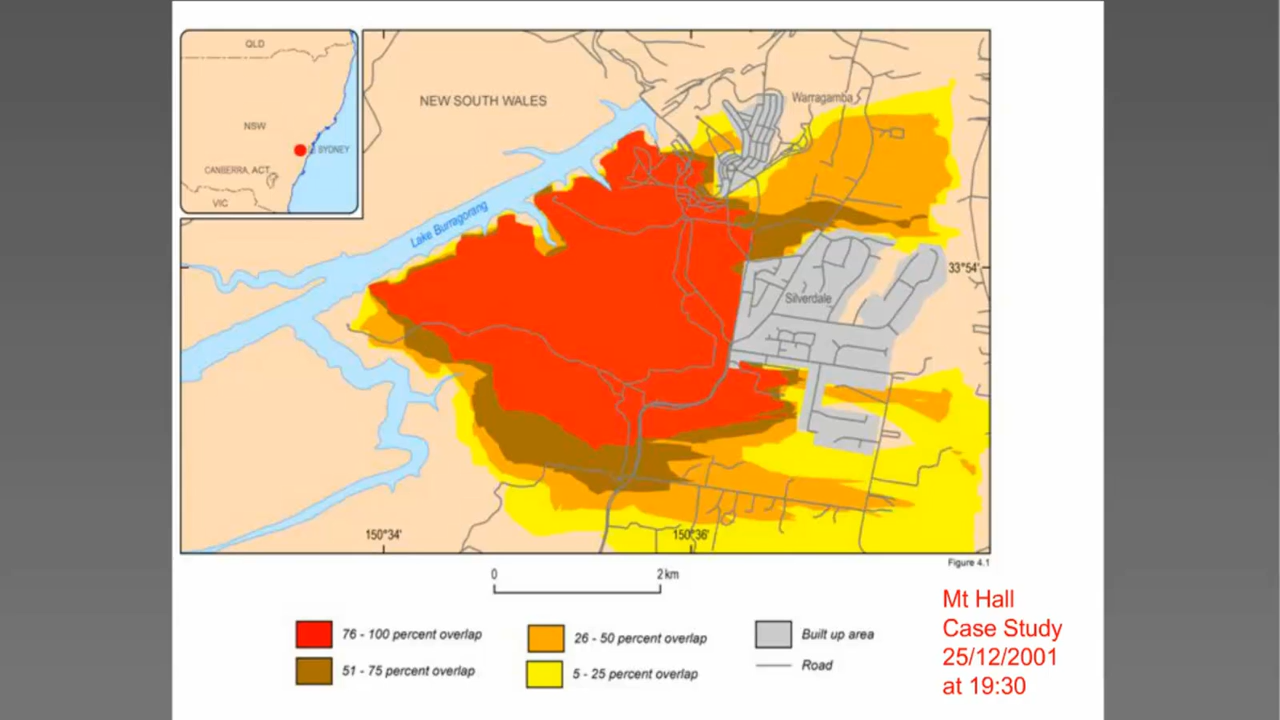 QLD
NSW
SYDNEY
CANBERRA, ACT
VIC
NEW SOUTH WALES
Warragamba
Lake Burragorang
33°54'
Silverdale
150°34'
150°36'
Figure 4.1
0
2 km
76 - 100 percent overlap
26 - 50 percent overlap
Built up area
51 - 75 percent overlap
5 - 25 percent overlap
Road
Mt Hall
Case Study
25/12/2001
at 19:30